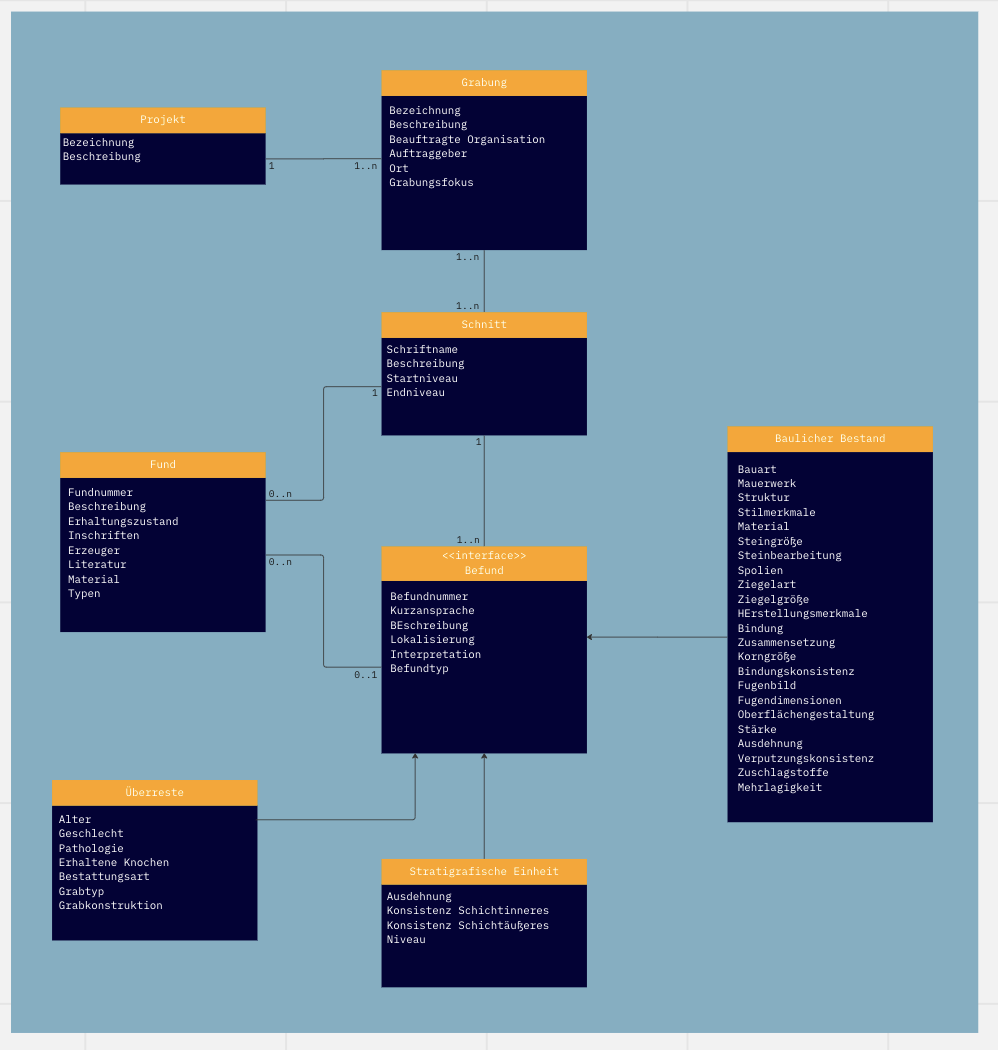 Grabung
Bezeichnung
Beschreibung
Beauftragte Organisation
Auftraggeber
Ort
Grabungsfokus
Projekt
Bezeichnung
Beschreibung
1
1..n
1..n
1..n
Schnitt
Schriftname
Beschreibung
Startniveau
Endniveau
1
1
Fund
Fundnummer
Beschreibung
Erhaltungszustand
Inschriften
Erzeuger
Literatur
Material
Typen
0..n
0..n
1..n
<<interface>>
Befund
Befundnummer
Kurzansprache
BEschreibung
Lokalisierung
Interpretation
Befundtyp
0..1
Baulicher Bestand
Bauart
Mauerwerk
Struktur
Stilmerkmale
Material
Steingröße
Steinbearbeitung
Spolien
Ziegelart
Ziegelgröße
HErstellungsmerkmale
Bindung
Zusammensetzung
Korngröße
Bindungskonsistenz
Fugenbild
Fugendimensionen
Oberflächengestaltung
Stärke
Ausdehnung
Verputzungskonsistenz
Zuschlagstoffe
Mehrlagigkeit
Überreste
Alter
Geschlecht
Pathologie
Erhaltene Knochen
Bestattungsart
Grabtyp
Grabkonstruktion
Stratigrafische Einheit
Ausdehnung
Konsistenz Schichtinneres
Konsistenz Schichtäußeres
Niveau